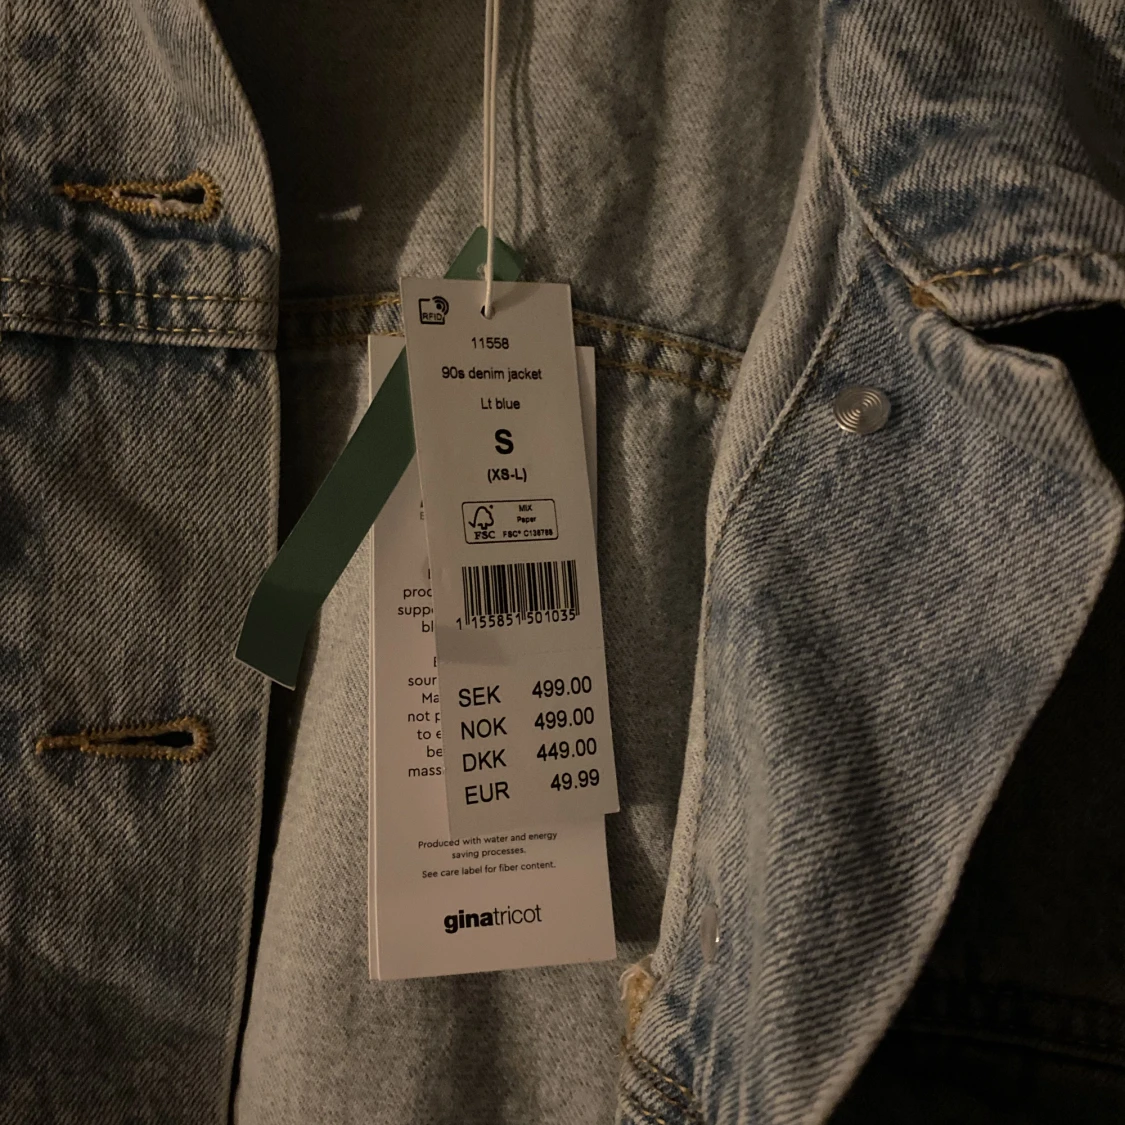 RFID
11558
90s denim jacket
Lt blue
S
(XS-L)
MIX
Paper
FSC
1 155851 501035
SEK 499.00
NOK 499.00
DKK 449.00
EUR 49.99
Produced with water and energy
saving processes.
See care label for fiber content.
ginatricot